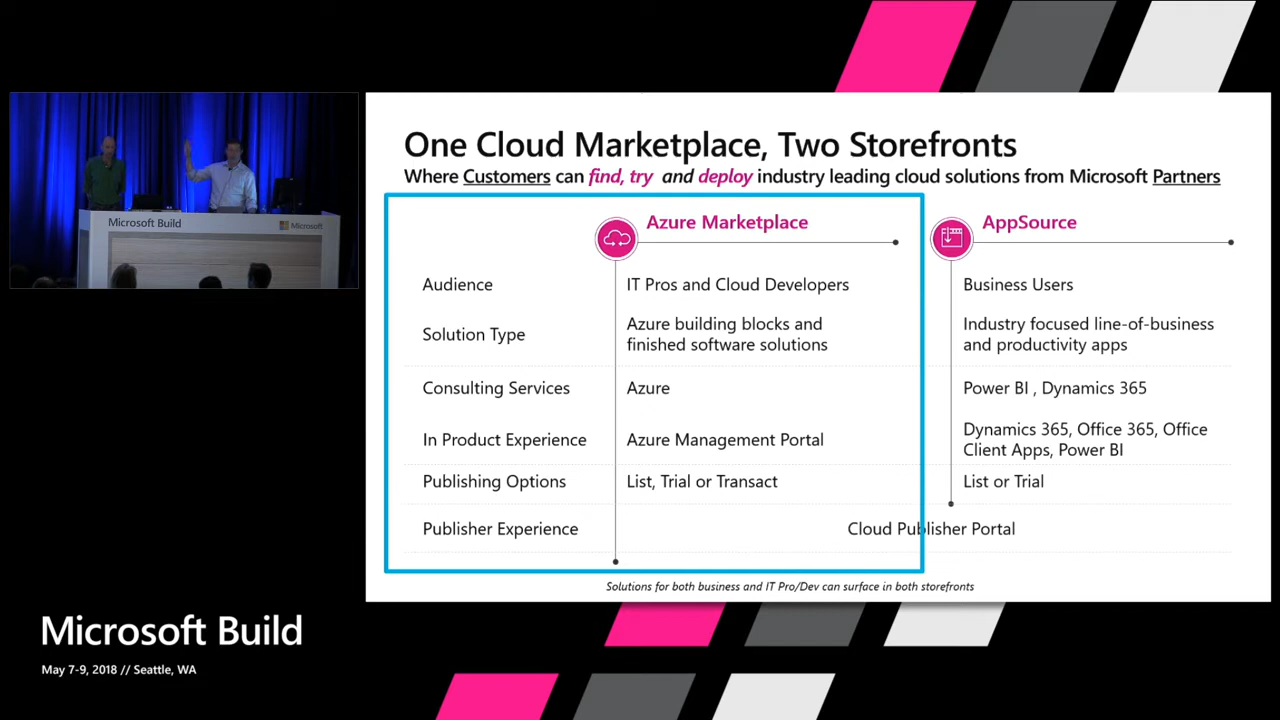 One Cloud Marketplace, Two Storefronts
Where Customers can find, try and deploy industry leading cloud solutions from Microsoft Partners
Azure Marketplace
AppSource
Audience
IT Pros and Cloud Developers
Business Users
Solution Type
Azure building blocks and
finished software solutions
Industry focused line-of-business
and productivity apps
Consulting Services
Azure
Power BI , Dynamics 365
In Product Experience
Azure Management Portal
Dynamics 365, Office 365, Office
Client Apps, Power BI
Publishing Options
List, Trial or Transact
List or Trial
Publisher Experience
Cloud Publisher Portal
Solutions for both business and IT Pro/Dev can surface in both storefronts
Microsoft Build
Microsoft
Microsoft Build
May 7-9, 2018 // Seattle, WA